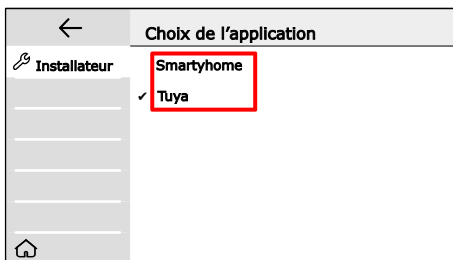 Choix de l’application
Installateur
Smartyhome
✔ Tuya